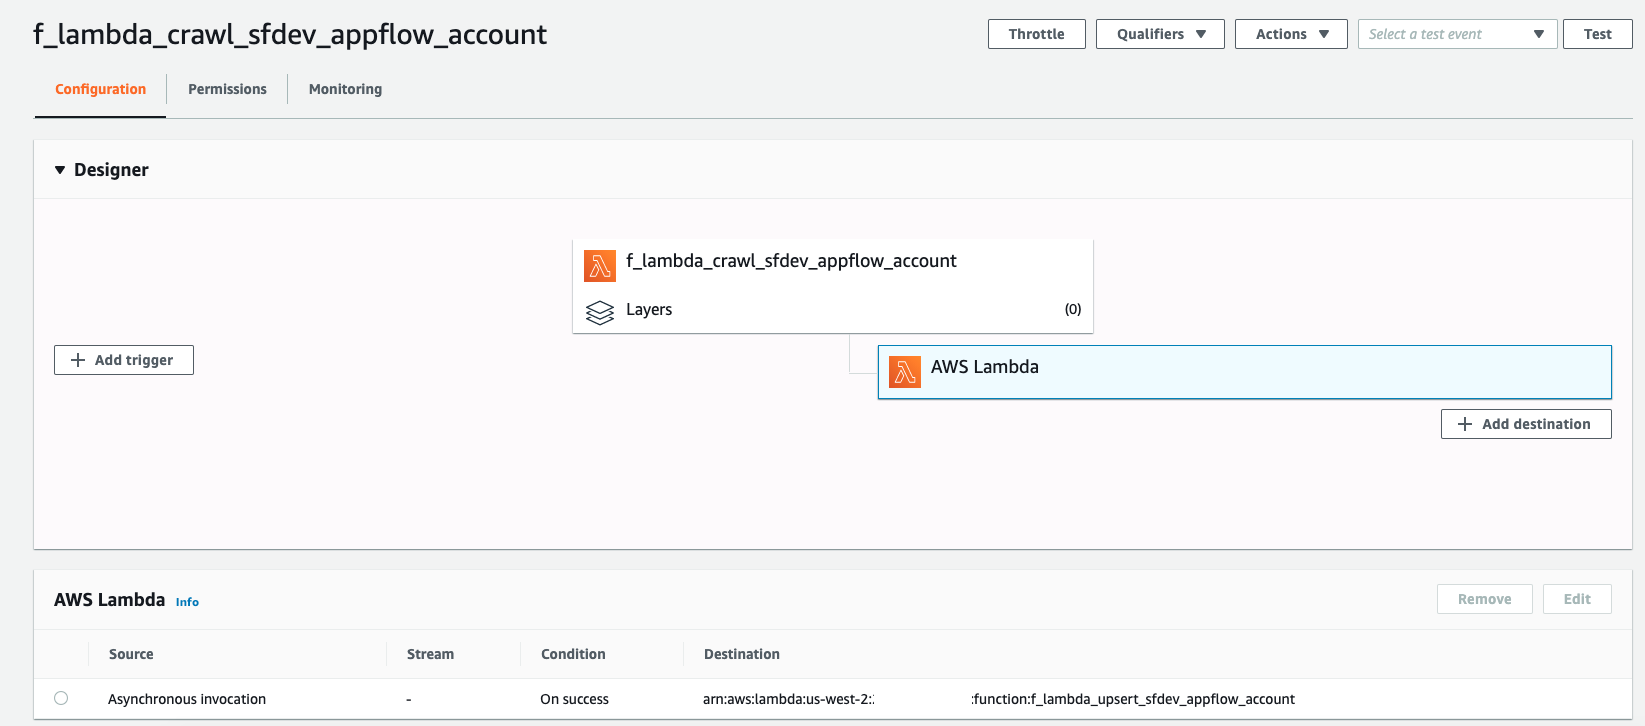 f_lambda_crawl_sfdev_appflow_account
Throttle Qualifiers Actions Select a test event Test
Configuration Permissions Monitoring
Designer
f_lambda_crawl_sfdev_appflow_account
Layers (0)
Add trigger
AWS Lambda
Add destination
AWS Lambda Info
Remove Edit
Source Stream Condition Destination
Asynchronous invocation - On success arn:aws:lambda:us-west-2: :function:f_lambda_upsert_sfdev_appflow_account